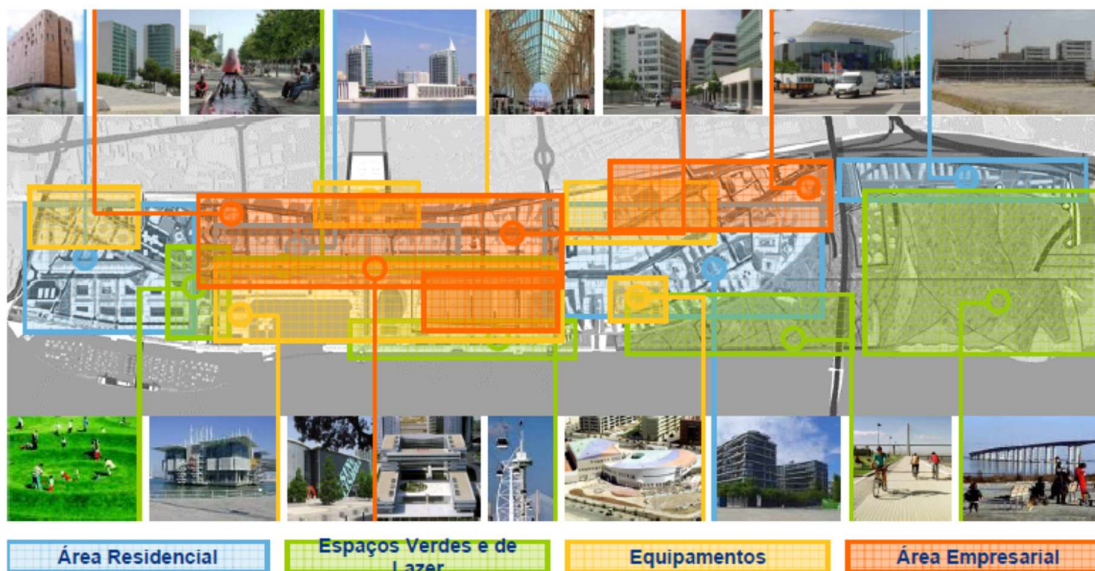 Área Residencial
Espaços Verdes e de
Lazer
Equipamentos
Área Empresarial